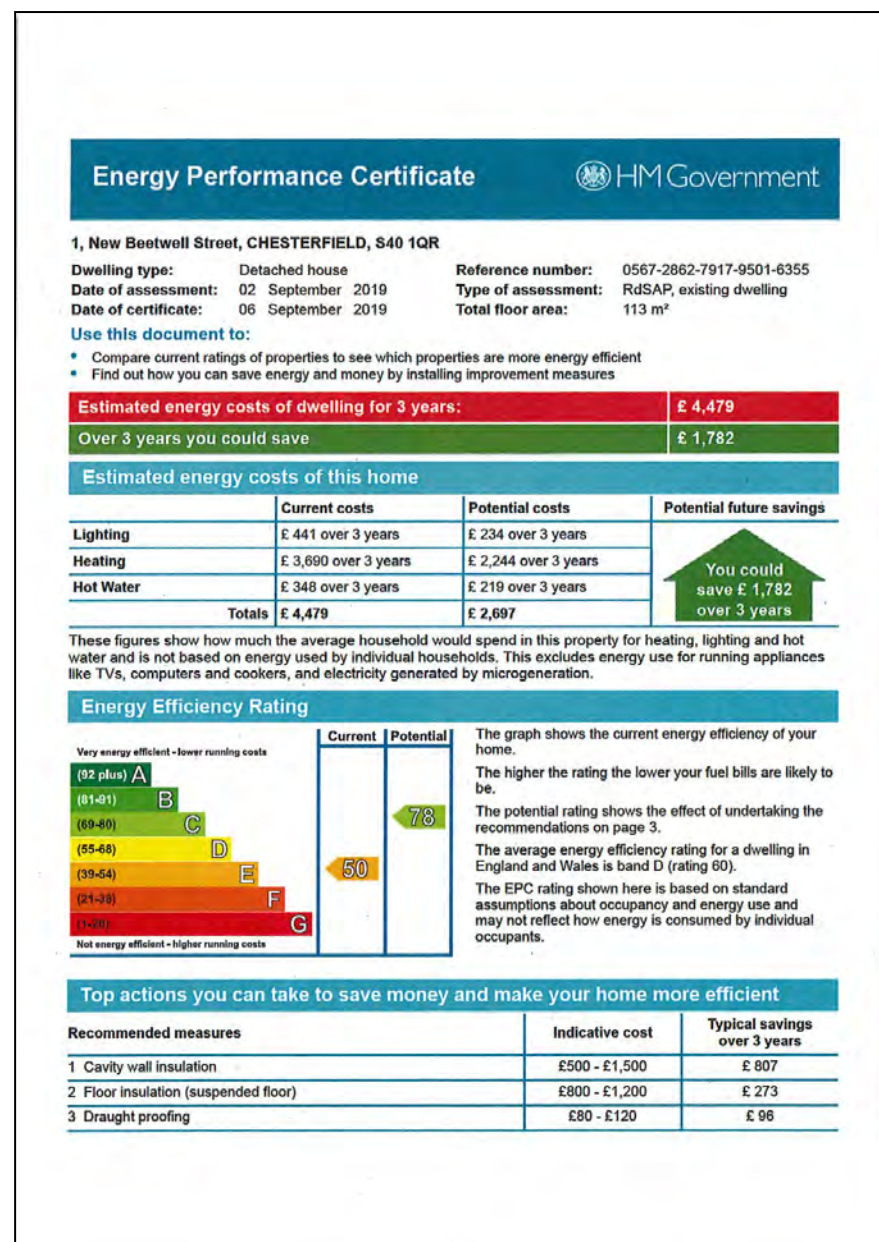 Energy Performance Certificate
HM Government
1, New Beetwell Street, CHESTERFIELD, S40 1QR
Dwelling type: Detached house Reference number: 0567-2862-7917-9501-6355
Date of assessment: 02 September 2019 Type of assessment: RdSAP, existing dwelling
Date of certificate: 06 September 2019 Total floor area: 113 m²
Use this document to:
• Compare current ratings of properties to see which properties are more energy efficient
• Find out how you can save energy and money by installing improvement measures
Estimated energy costs of dwelling for 3 years: £ 4,479
Over 3 years you could save £ 1,782
Estimated energy costs of this home
Current costs Potential costs Potential future savings
Lighting £ 441 over 3 years £ 234 over 3 years
Heating £ 3,690 over 3 years £ 2,244 over 3 years
Hot Water £ 348 over 3 years £ 219 over 3 years
Totals £ 4,479 £ 2,697
You could
save £ 1,782
over 3 years
These figures show how much the average household would spend in this property for heating, lighting and hot
water and is not based on energy used by individual households. This excludes energy use for running appliances
like TVs, computers and cookers, and electricity generated by microgeneration.
Energy Efficiency Rating
Current Potential
Very energy efficient - lower running costs
(92 plus) A
(81-91) B
(69-80) C
(55-68) D
(39-54) E
(21-38) F
(1-20) G
Not energy efficient - higher running costs
50
78
The graph shows the current energy efficiency of your
home.
The higher the rating the lower your fuel bills are likely to
be.
The potential rating shows the effect of undertaking the
recommendations on page 3.
The average energy efficiency rating for a dwelling in
England and Wales is band D (rating 60).
The EPC rating shown here is based on standard
assumptions about occupancy and energy use and
may not reflect how energy is consumed by individual
occupants.
Top actions you can take to save money and make your home more efficient
Recommended measures Indicative cost Typical savings
over 3 years
1 Cavity wall insulation £500 - £1,500 £ 807
2 Floor insulation (suspended floor) £800 - £1,200 £ 273
3 Draught proofing £80 - £120 £ 96